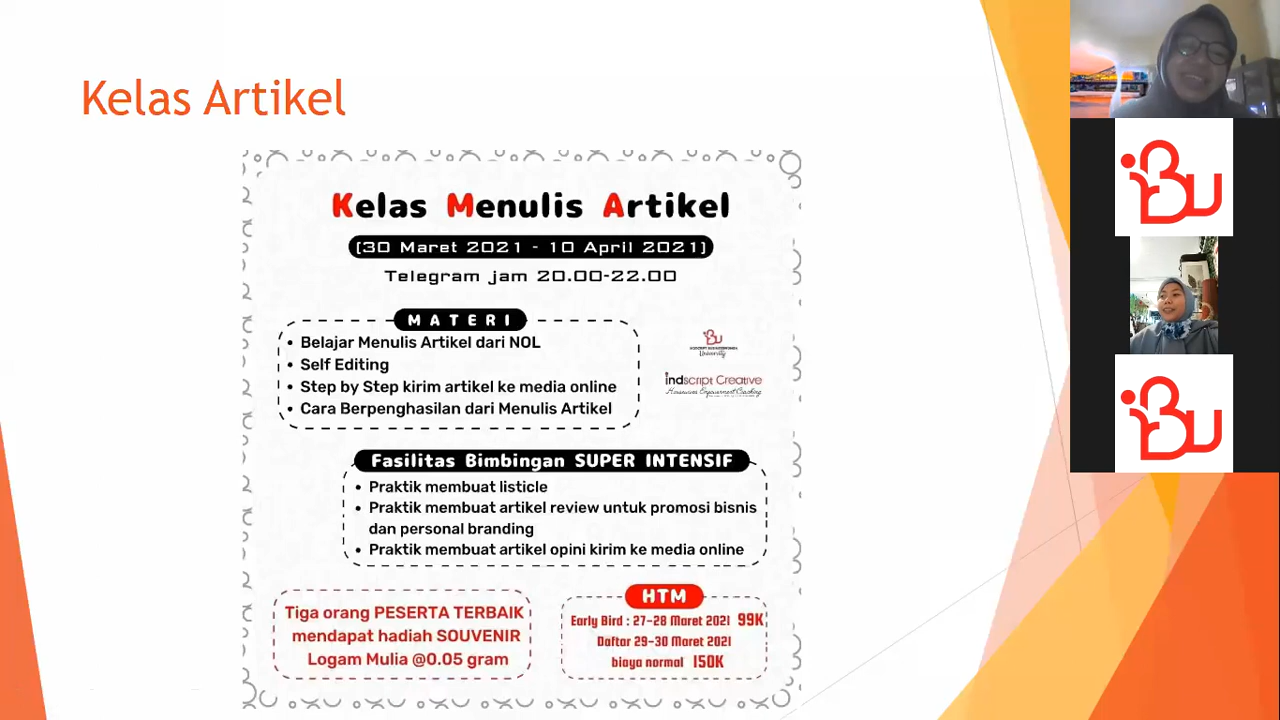 Kelas Artikel
Kelas Menulis Artikel
(30 Maret 2021 - 10 April 2021)
Telegram jam 20.00-22.00
MATERI
• Belajar Menulis Artikel dari NOL
• Self Editing
• Step by Step kirim artikel ke media online
• Cara Berpenghasilan dari Menulis Artikel
University
indscript Creative
Fasilitas Bimbingan SUPER INTENSIF
• Praktik membuat listicle
• Praktik membuat artikel review untuk promosi bisnis
dan personal branding
• Praktik membuat artikel opini kirim ke media online
Tiga orang PESERTA TERBAIK
mendapat hadiah SOUVENIR
Logam Mulia @0.05 gram
HTM
Early Bird : 27-28 Maret 2021 99K
Daftar 29-30 Maret 2021
biaya normal 150K
iBU
iBU